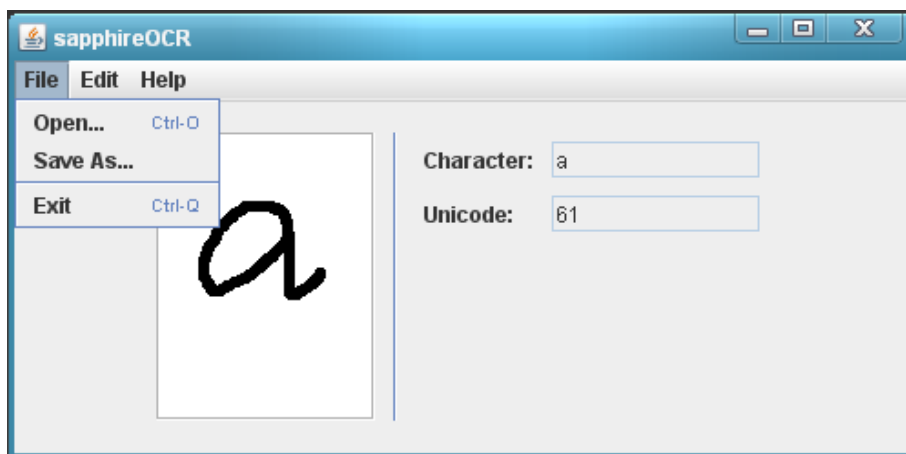 sapphireOCR
File Edit Help
Open... Ctrl-O
Save As...
Exit Ctrl-Q
a
Character: a
Unicode: 61